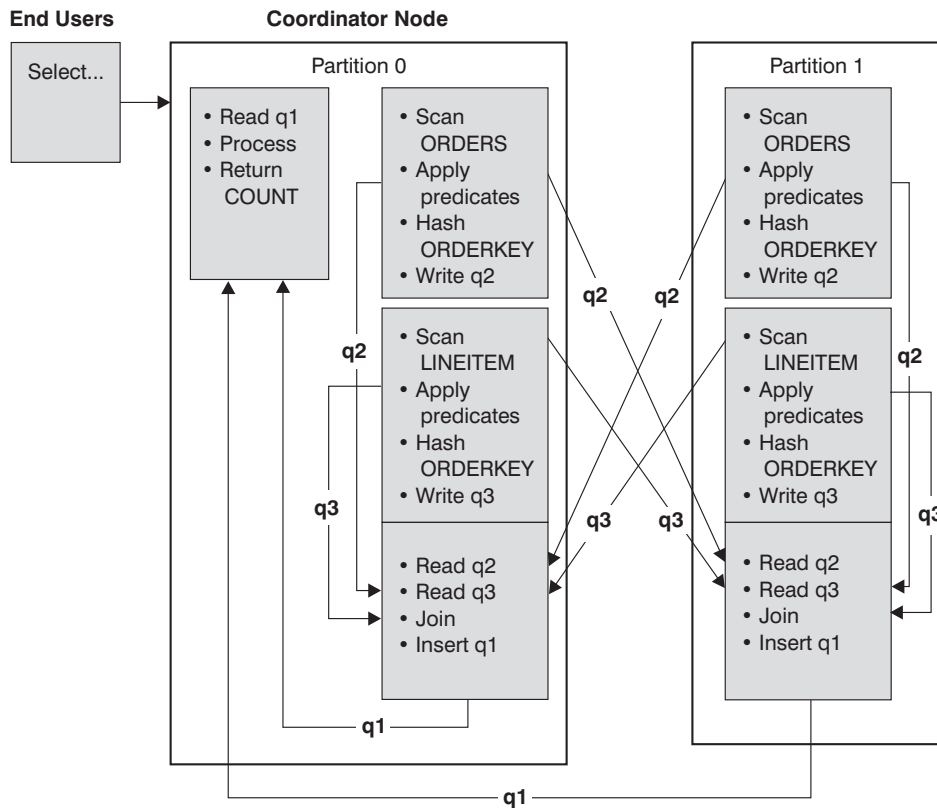 End Users
Coordinator Node
Select...
Partition 0
• Read q1
• Process
• Return
COUNT
• Scan
ORDERS
• Apply
predicates
• Hash
ORDERKEY
• Write q2
• Scan
LINEITEM
• Apply
predicates
• Hash
ORDERKEY
• Write q3
• Read q2
• Read q3
• Join
• Insert q1
Partition 1
• Scan
ORDERS
• Apply
predicates
• Hash
ORDERKEY
• Write q2
• Scan
LINEITEM
• Apply
predicates
• Hash
ORDERKEY
• Write q3
• Read q2
• Read q3
• Join
• Insert q1
q2
q2
q2
q2
q3
q3
q3
q3
q1
q1